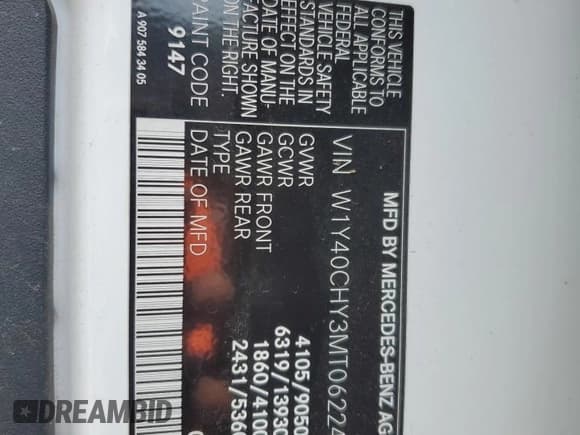 MFD BY MERCEDES-BENZ AG
VIN W1Y40CHY3MT06224
GVWR 4105/9050
GCWR 6319/13930
GAWR FRONT 1860/4100
GAWR REAR 2431/5360
TYPE
DATE OF MFD
THIS VEHICLE
CONFORMS TO
ALL APPLICABLE
FEDERAL
VEHICLE SAFETY
STANDARDS IN
EFFECT ON THE
DATE OF MANU-
FACTURE SHOWN
ON THE RIGHT.
PAINT CODE
9147
A 907 584 34 05
DREAMBID